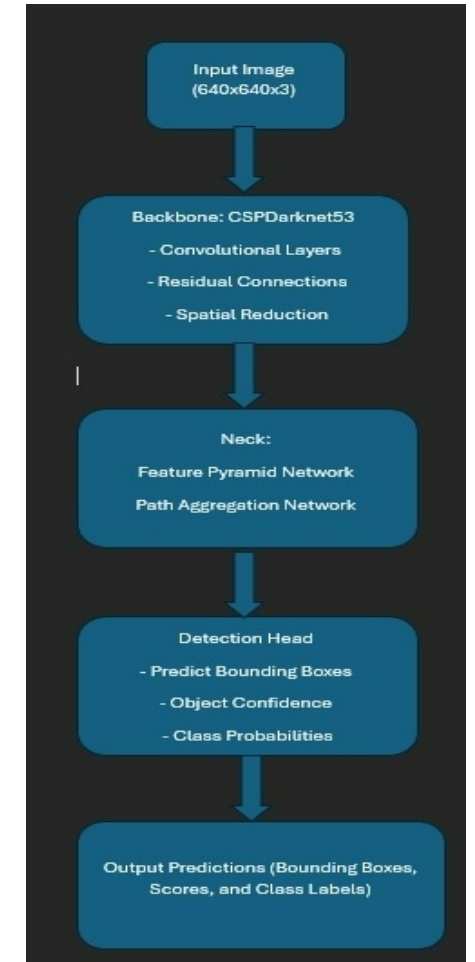 Input Image
(640x640x3)
Backbone: CSPDarknet53
- Convolutional Layers
- Residual Connections
- Spatial Reduction
Neck:
Feature Pyramid Network
Path Aggregation Network
Detection Head
- Predict Bounding Boxes
- Object Confidence
- Class Probabilities
Output Predictions (Bounding Boxes,
Scores, and Class Labels)